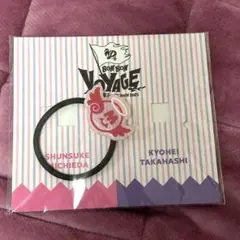 BON BON
VOYAGE
SHUNSUKE
MICHIEDA
KYOHEI
TAKAHASHI